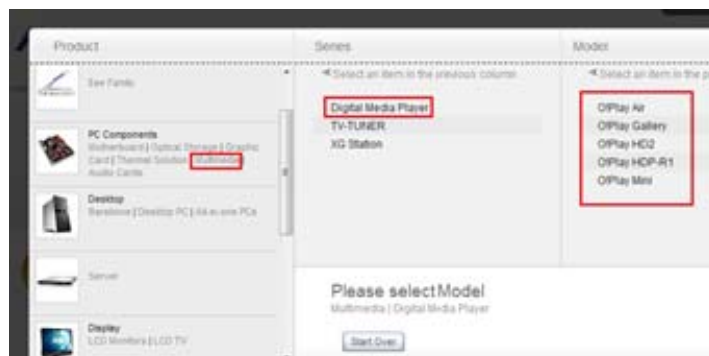 Product
Series
Model
Eee Family
Select an item in the previous column
Select an item in the p
PC Components
Motherboard | Optical Storage | Graphic
Card | Thermal Solution | Multimedia |
Audio Cards
Desktop
Barebone | Desktop PC | All-in-one PCs
Server
Display
LCD Monitors | LCD TV
Digital Media Player
TV-TUNER
XG Station
O!Play Air
O!Play Gallery
O!Play HD2
O!Play HDP-R1
O!Play Mini
Please select Model
Multimedia | Digital Media Player
Start Over